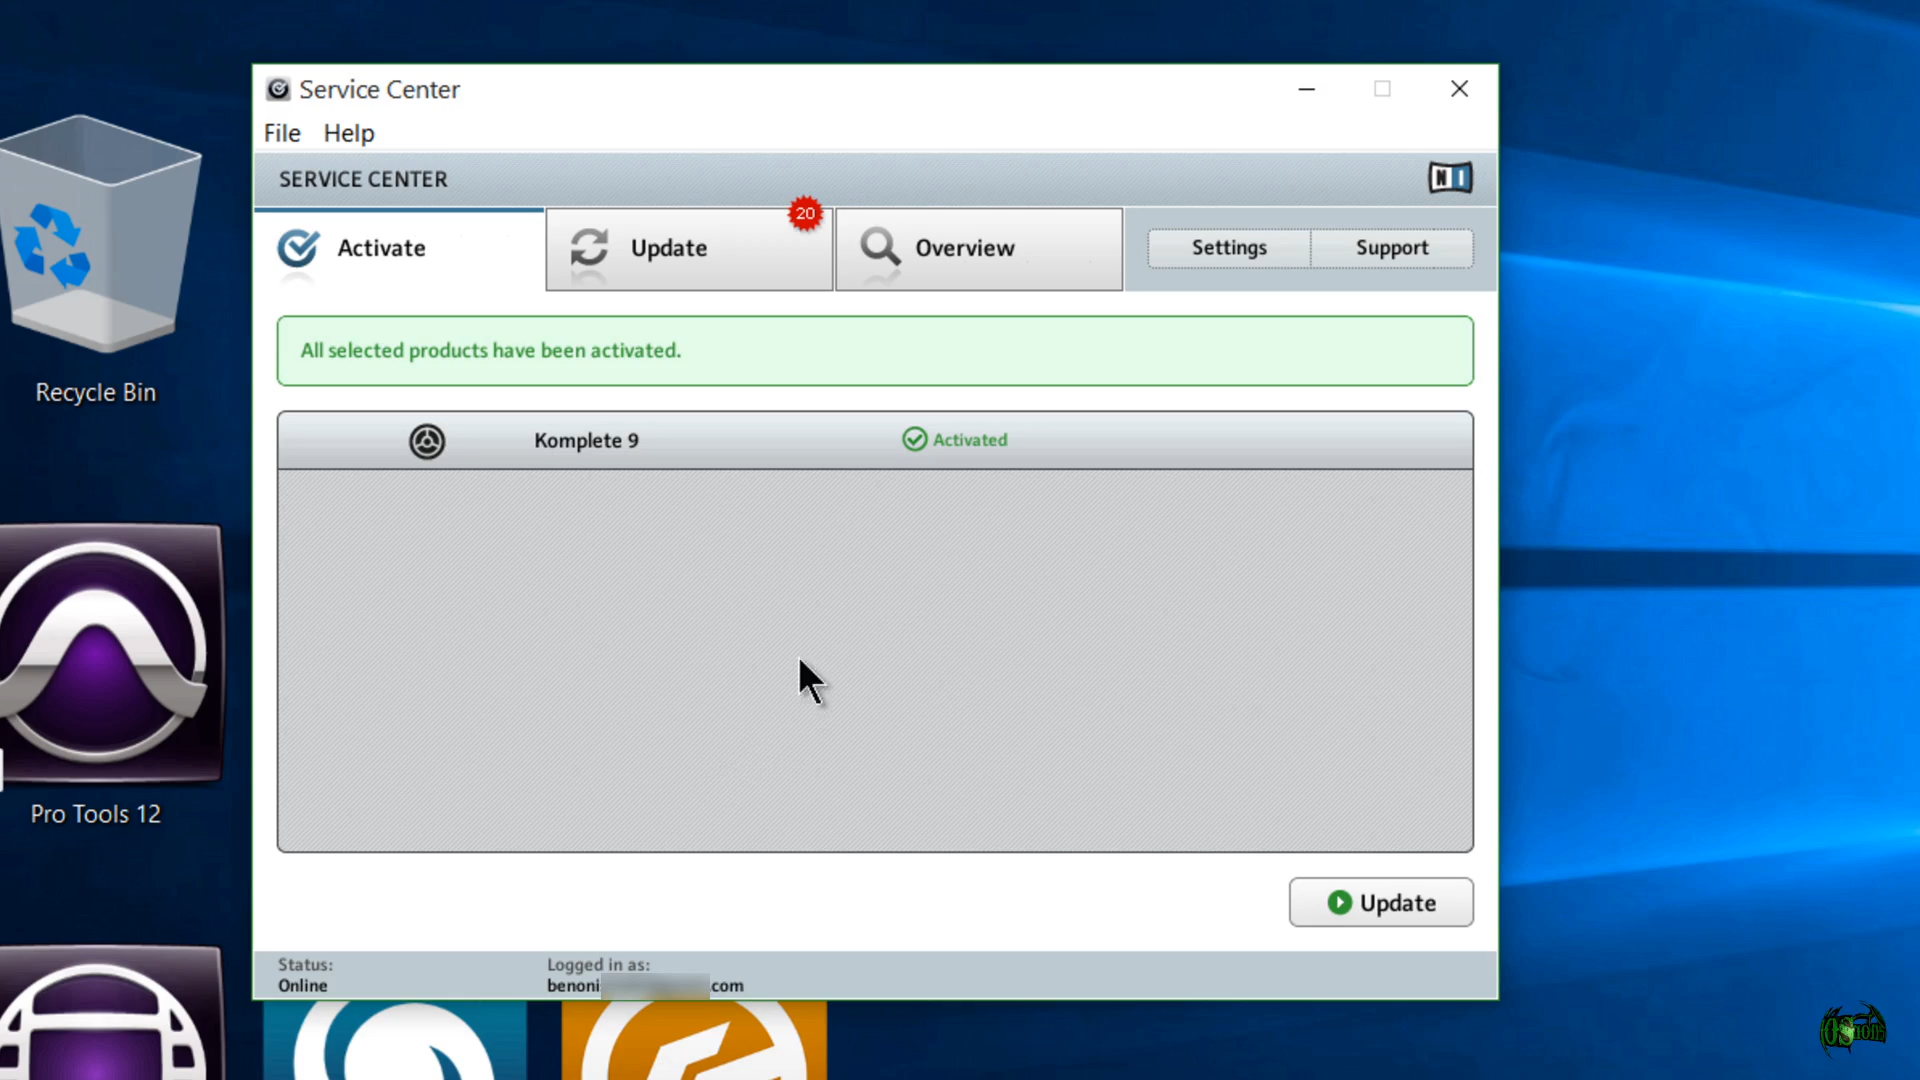 Service Center
File Help
SERVICE CENTER
NI
Activate
Update
20
Overview
Settings
Support
All selected products have been activated.
Komplete 9
Activated
Update
Status:
Online
Logged in as:
benoni
.com
Recycle Bin
Pro Tools 12